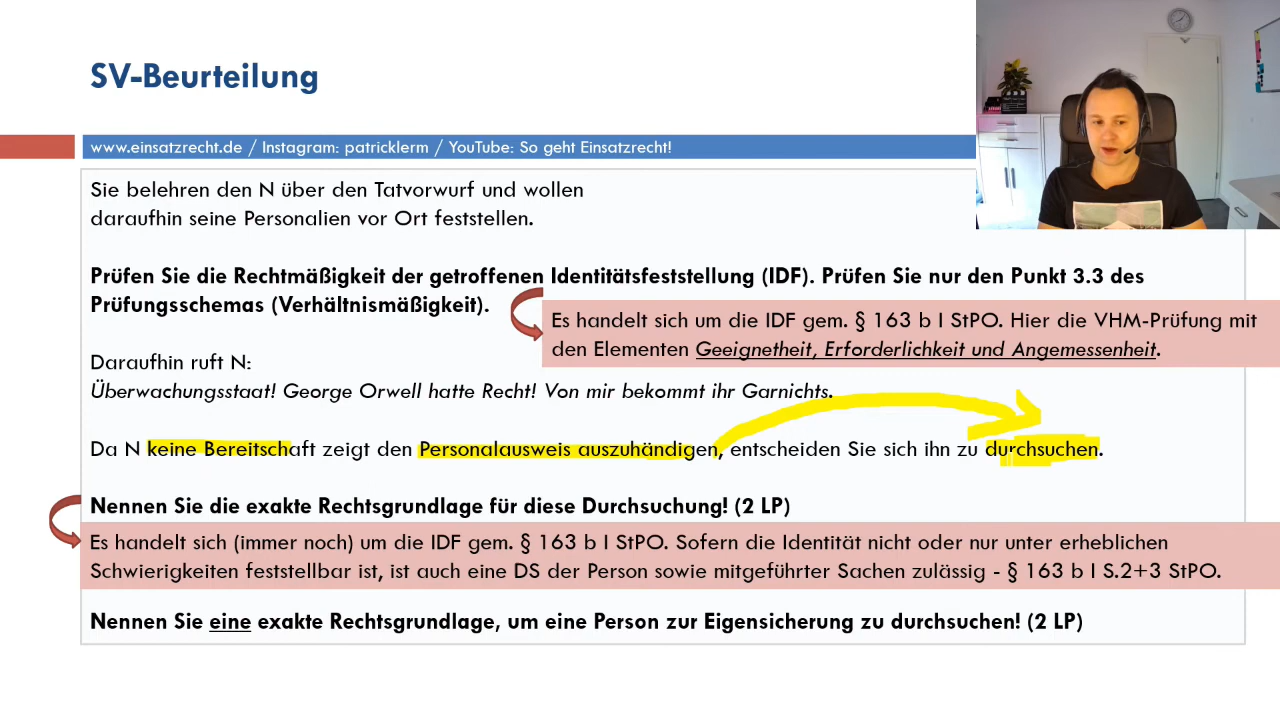 SV-Beurteilung
www.einsatzrecht.de / Instagram: patricklerm / YouTube: So geht Einsatzrecht!
Sie belehren den N über den Tatvorwurf und wollen
daraufhin seine Personalien vor Ort feststellen.
Prüfen Sie die Rechtmäßigkeit der getroffenen Identitätsfeststellung (IDF). Prüfen Sie nur den Punkt 3.3 des
Prüfungsschemas (Verhältnismäßigkeit).
Es handelt sich um die IDF gem. § 163 b I StPO. Hier die VHM-Prüfung mit
den Elementen Geeignetheit, Erforderlichkeit und Angemessenheit.
Daraufhin ruft N:
Überwachungsstaat! George Orwell hatte Recht! Von mir bekommt ihr Garnichts.
Da N keine Bereitschaft zeigt den Personalausweis auszuhändigen, entscheiden Sie sich ihn zu durchsuchen.
Nennen Sie die exakte Rechtsgrundlage für diese Durchsuchung! (2 LP)
Es handelt sich (immer noch) um die IDF gem. § 163 b I StPO. Sofern die Identität nicht oder nur unter erheblichen
Schwierigkeiten feststellbar ist, ist auch eine DS der Person sowie mitgeführter Sachen zulässig - § 163 b I S.2+3 StPO.
Nennen Sie eine exakte Rechtsgrundlage, um eine Person zur Eigensicherung zu durchsuchen! (2 LP)